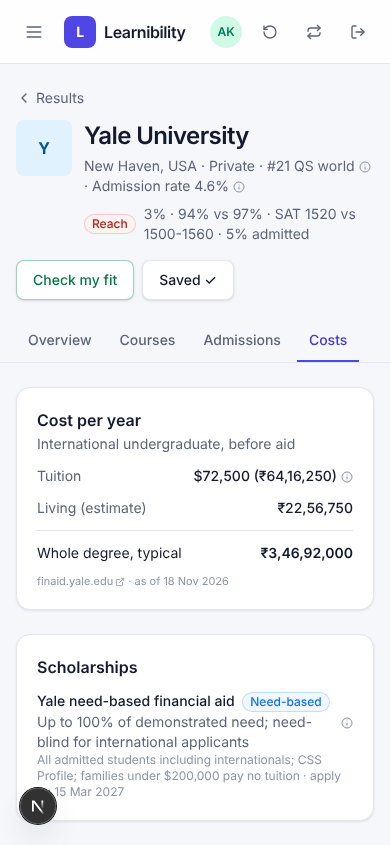 L Learnibility AK
Results
Y
Yale University
New Haven, USA · Private · #21 QS world
· Admission rate 4.6%
Reach
3% · 94% vs 97% · SAT 1520 vs
1500-1560 · 5% admitted
Check my fit
Saved ✓
Overview Courses Admissions Costs
Cost per year
International undergraduate, before aid
Tuition $72,500 (₹64,16,250)
Living (estimate) ₹22,56,750
Whole degree, typical ₹3,46,92,000
finaid.yale.edu · as of 18 Nov 2026
Scholarships
Yale need-based financial aid Need-based
Up to 100% of demonstrated need; need-
blind for international applicants
All admitted students including internationals; CSS
Profile; families under $200,000 pay no tuition · apply
15 Mar 2027
N